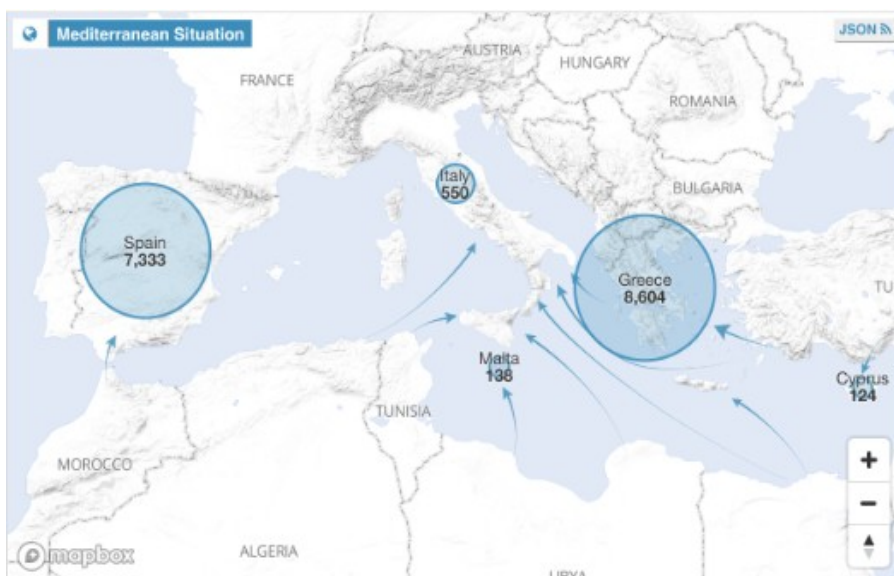 Mediterranean Situation
JSON
AUSTRIA
HUNGARY
FRANCE
ROMANIA
Italy
550
BULGARIA
Spain
7,333
Greece
8,604
Malta
138
Cyprus
124
TUNISIA
MOROCCO
ALGERIA
mapbox